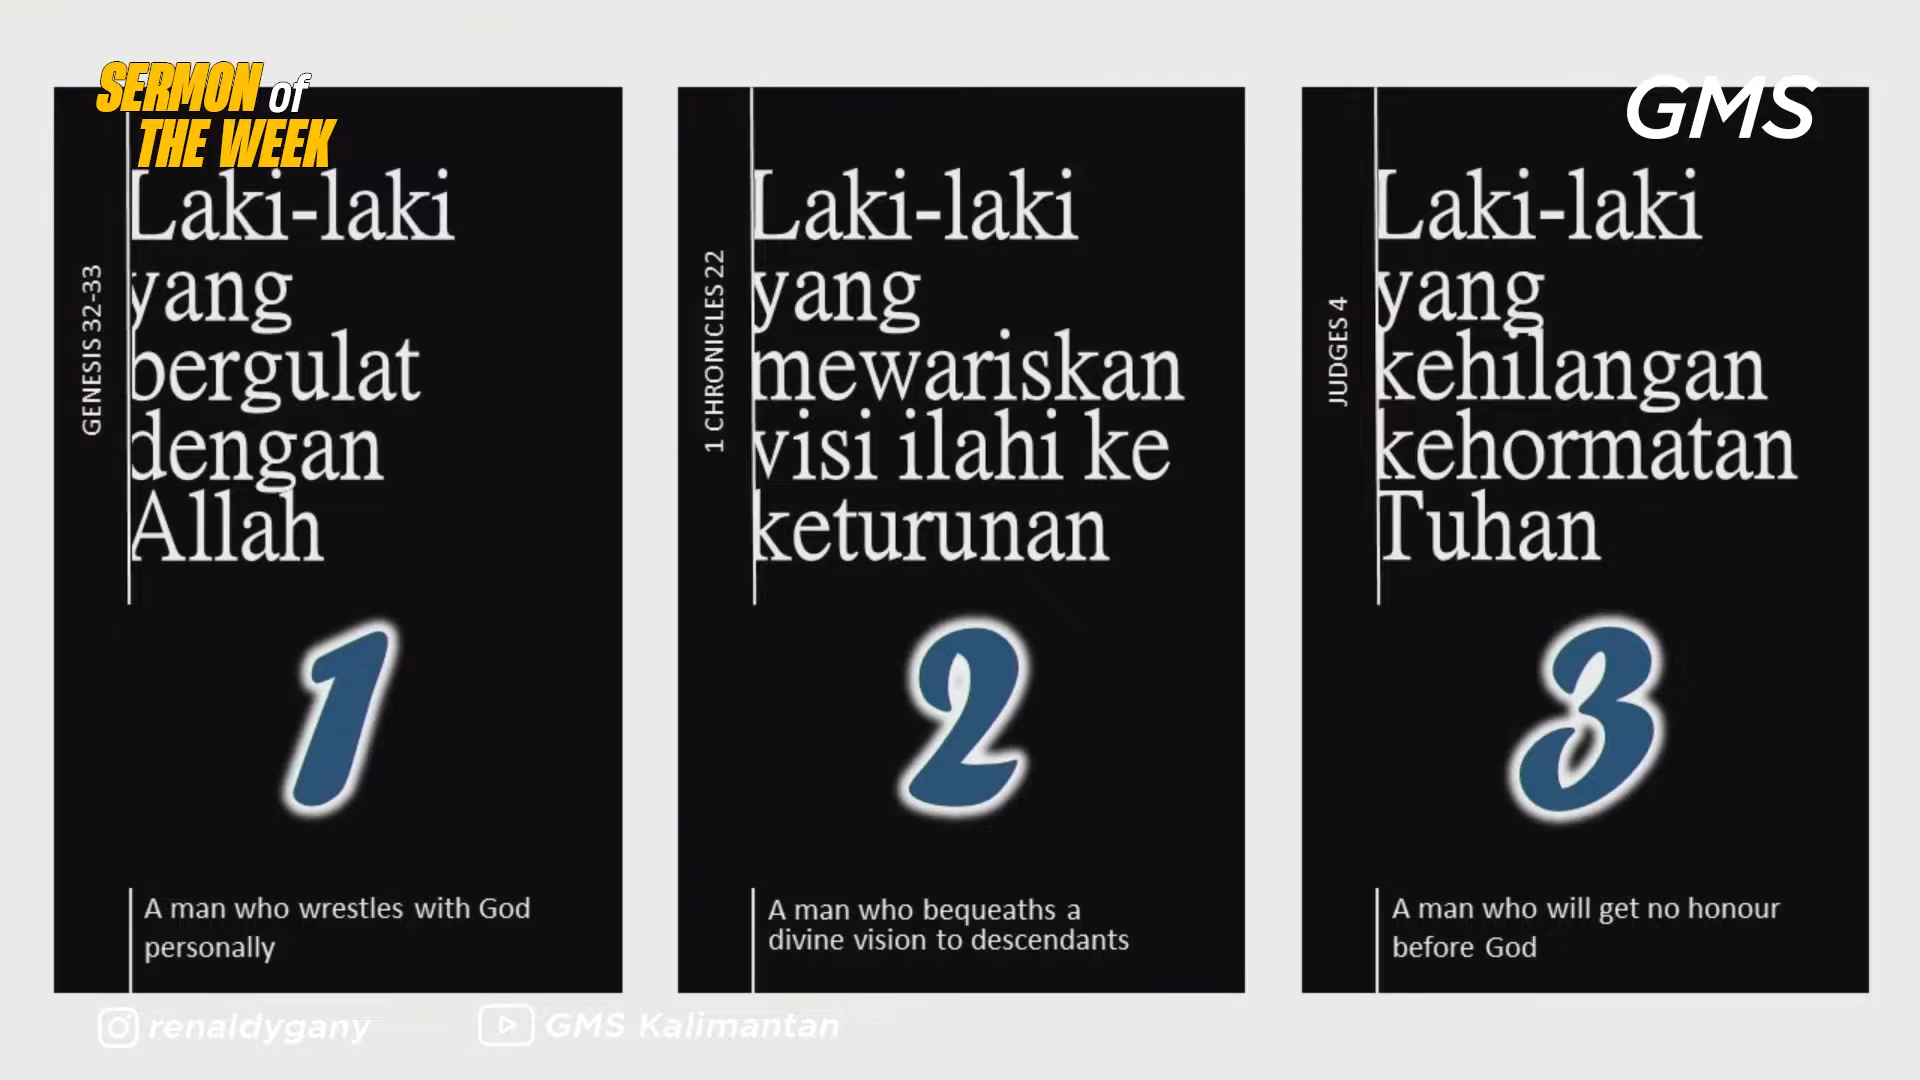 SERMON of
THE WEEK
GMS
GENESIS 32-33
Laki-laki
yang
bergulat
dengan
Allah
1
A man who wrestles with God
personally
1 CHRONICLES 22
Laki-laki
yang
mewariskan
visi ilahi ke
keturunan
2
A man who bequeaths a
divine vision to descendants
JUDGES 4
Laki-laki
yang
kehilangan
kehormatan
Tuhan
3
A man who will get no honour
before God
renaldygany
GMS Kalimantan